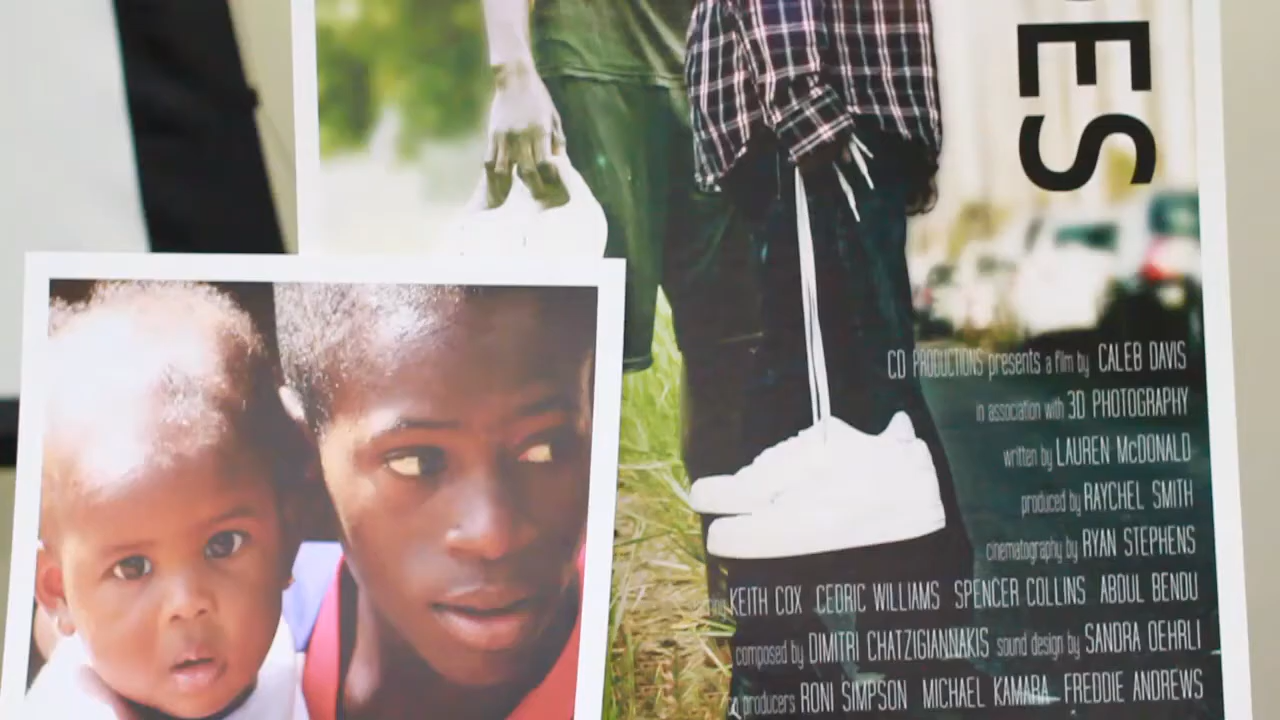 ES
CD PRODUCTIONS presents a film by CALEB DAVIS
in association with 3D PHOTOGRAPHY
written by LAUREN McDONALD
produced by RAYCHEL SMITH
cinematography by RYAN STEPHENS
KEITH COX CEDRIC WILLIAMS SPENCER COLLINS ABDUL BENDU
composed by DIMITRI CHATZIGIANNAKIS sound design by SANDRA OEHRLI
producers RONI SIMPSON MICHAEL KAMARA FREDDIE ANDREWS